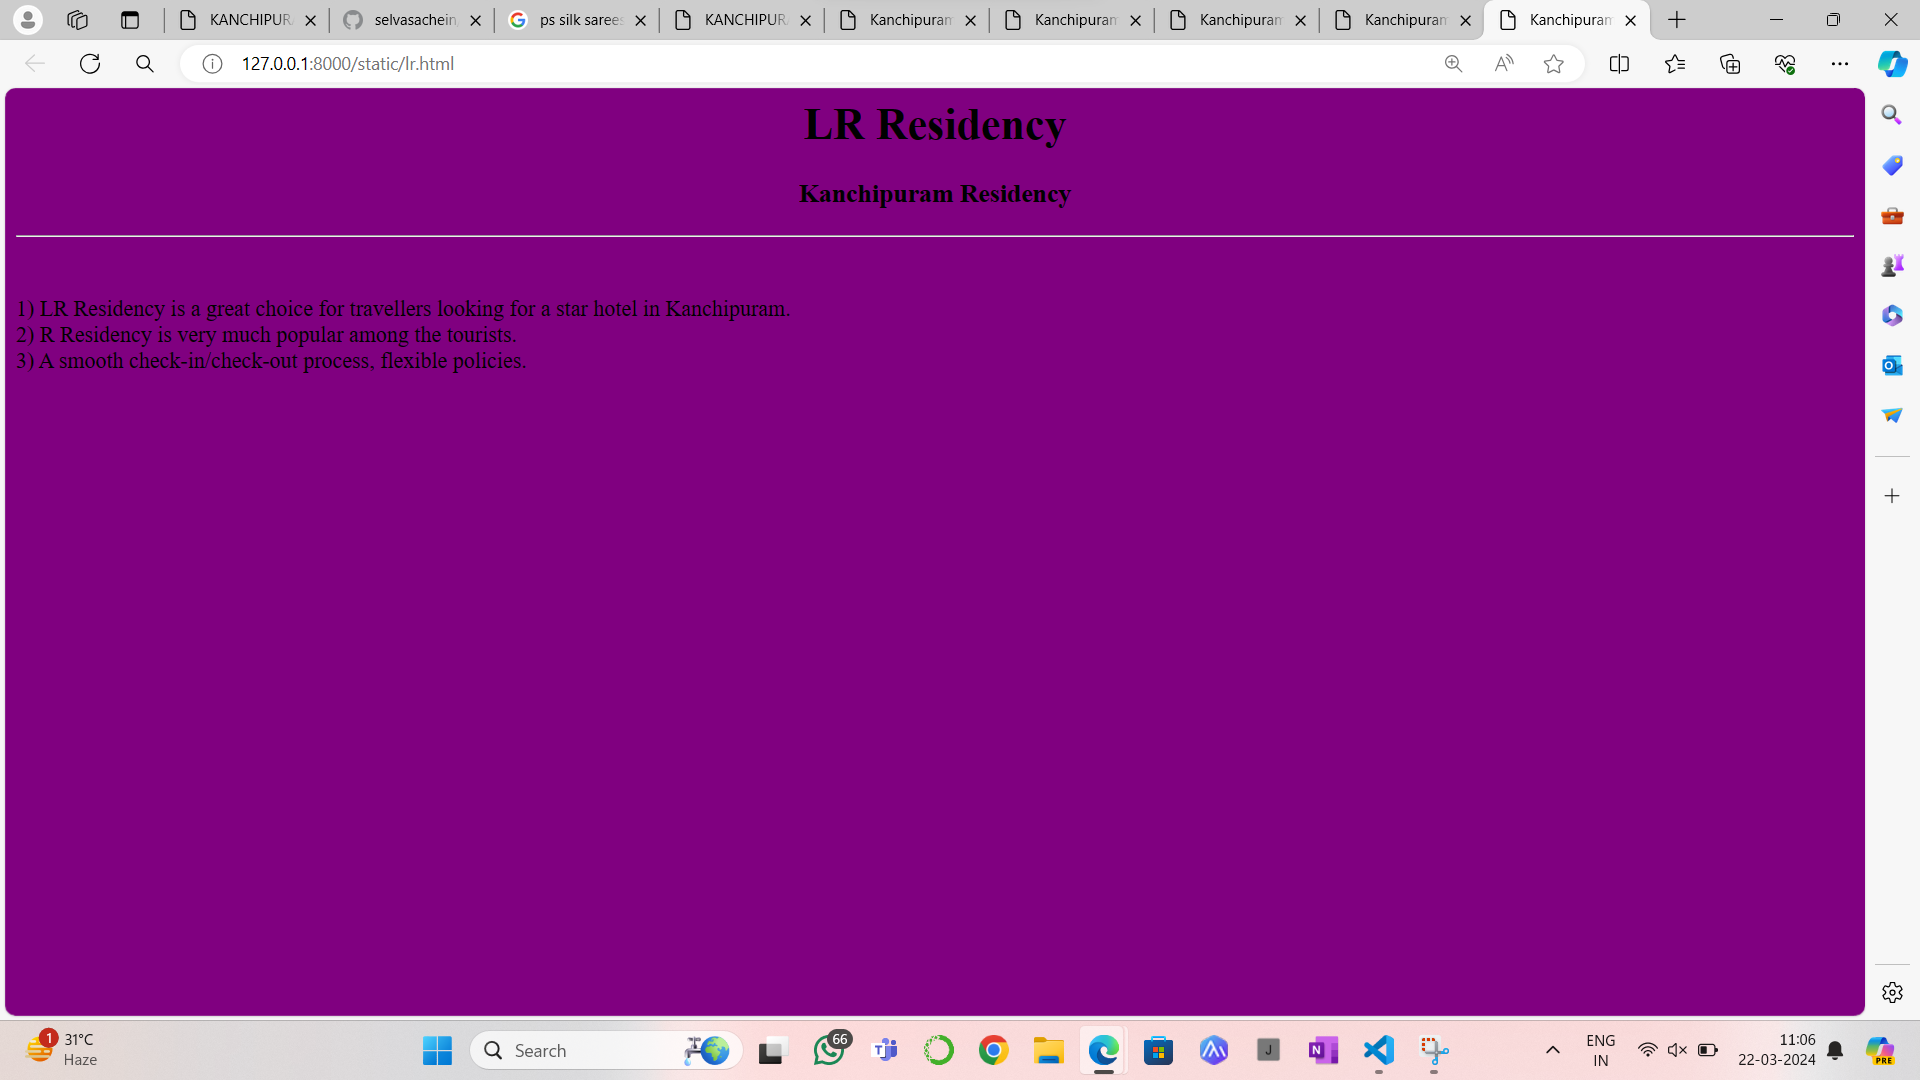 KANCHIPUR
selvasachein
ps silk sarees
KANCHIPUR
Kanchipuram
Kanchipuram
Kanchipuram
Kanchipuram
Kanchipuram
127.0.0.1:8000/static/lr.html
LR Residency
Kanchipuram Residency
1) LR Residency is a great choice for travellers looking for a star hotel in Kanchipuram.
2) R Residency is very much popular among the tourists.
3) A smooth check-in/check-out process, flexible policies.
1
31°C
Haze
Search
66
J
N
PRE
ENG
IN
11:06
22-03-2024